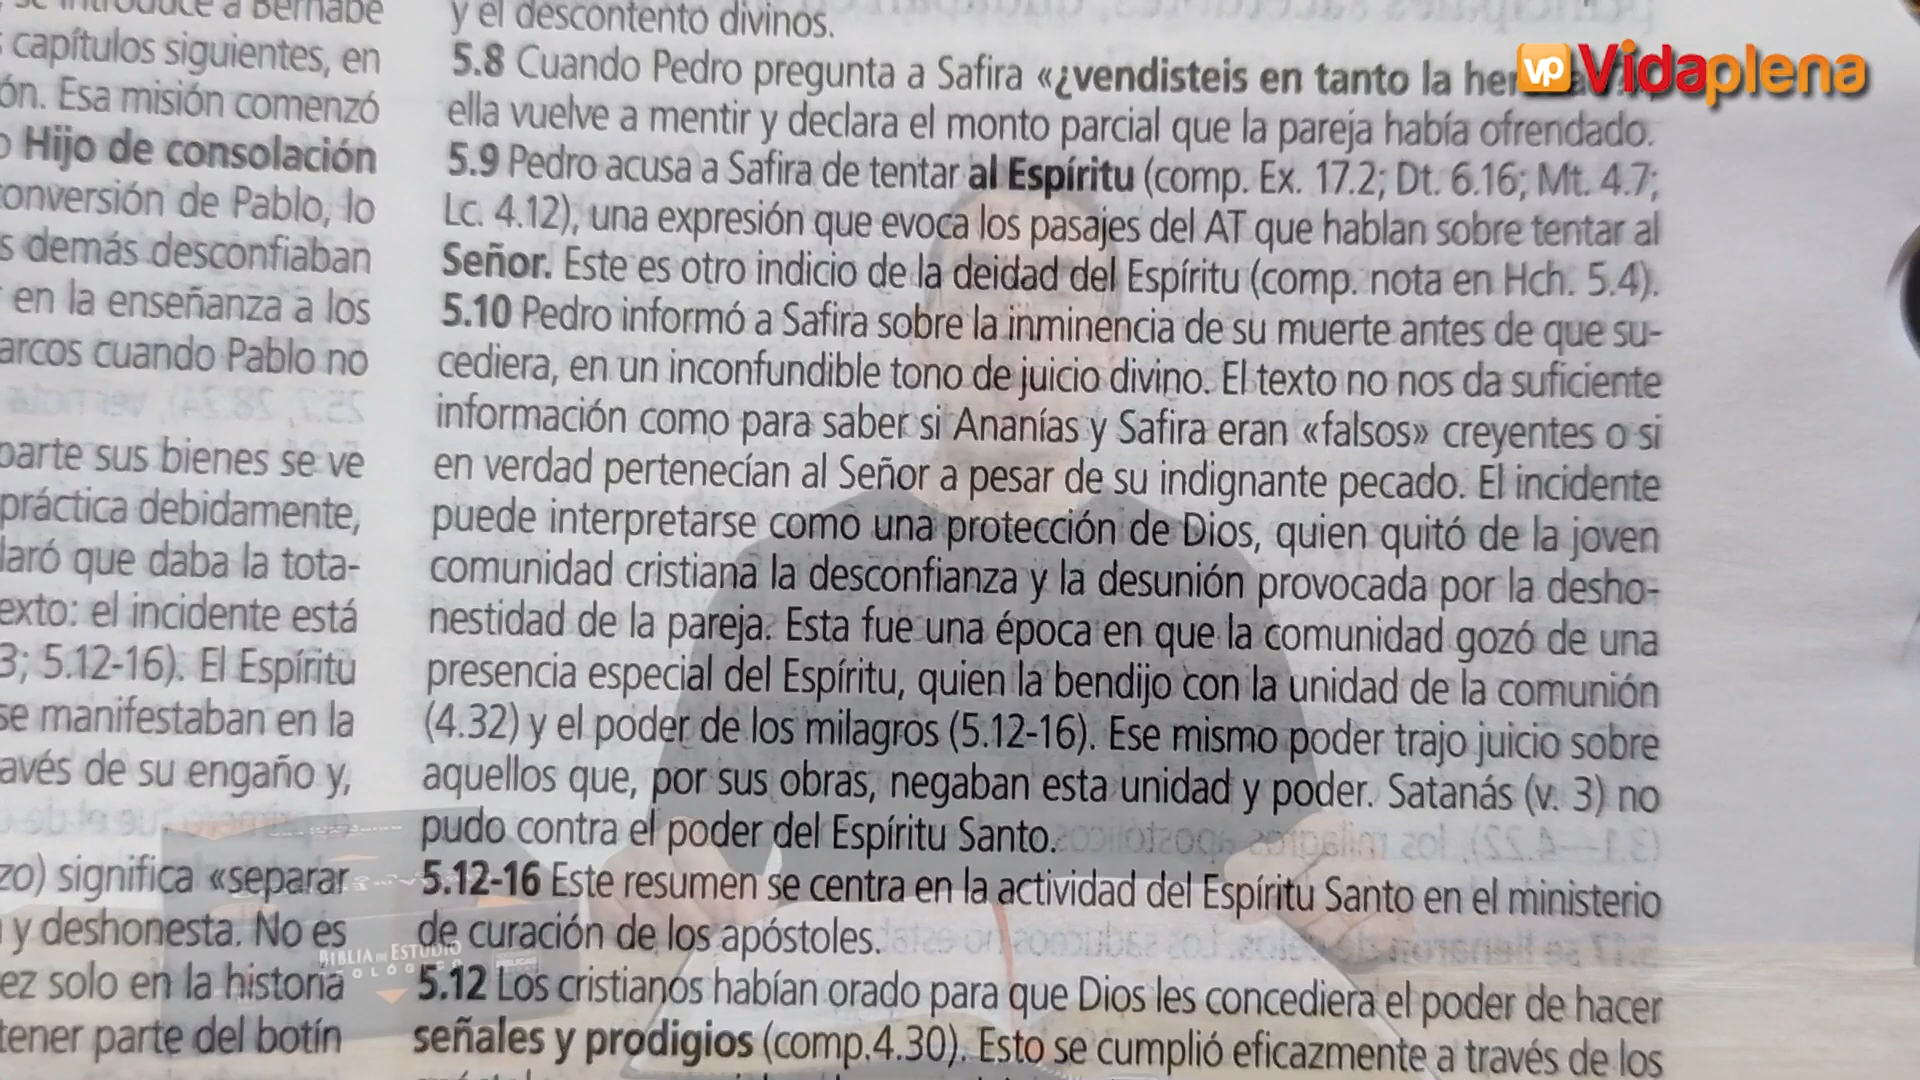 capítulos siguientes, en
ón. Esa misión comenzó
o Hijo de consolación
onversión de Pablo, lo
s demás desconfiaban
en la enseñanza a los
arcos cuando Pablo no
parte sus bienes se ve
práctica debidamente,
laró que daba la tota-
exto: el incidente está
3; 5.12-16). El Espíritu
se manifestaban en la
avés de su engaño y,
zo) significa «separar
y deshonesta. No es
ez solo en la historia
tener parte del botín
y el descontento divinos.
5.8 Cuando Pedro pregunta a Safira «¿vendisteis en tanto la
ella vuelve a mentir y declara el monto parcial que la pareja había ofrendado.
5.9 Pedro acusa a Safira de tentar al Espíritu (comp. Ex. 17.2; Dt. 6.16; Mt. 4.7;
Lc. 4.12), una expresión que evoca los pasajes del AT que hablan sobre tentar al
Señor. Este es otro indicio de la deidad del Espíritu (comp. nota en Hch. 5.4).
5.10 Pedro informó a Safira sobre la inminencia de su muerte antes de que su-
cediera, en un inconfundible tono de juicio divino. El texto no nos da suficiente
información como para saber si Ananías y Safira eran «falsos» creyentes o si
en verdad pertenecían al Señor a pesar de su indignante pecado. El incidente
puede interpretarse como una protección de Dios, quien quitó de la joven
comunidad cristiana la desconfianza y la desunión provocada por la desho-
nestidad de la pareja. Esta fue una época en que la comunidad gozó de una
presencia especial del Espíritu, quien la bendijo con la unidad de la comunión
(4.32) y el poder de los milagros (5.12-16). Ese mismo poder trajo juicio sobre
aquellos que, por sus obras, negaban esta unidad y poder. Satanás (v. 3) no
pudo contra el poder del Espíritu Santo.
5.12-16 Este resumen se centra en la actividad del Espíritu Santo en el ministerio
de curación de los apóstoles.
5.12 Los cristianos habían orado para que Dios les concediera el poder de hacer
señales y prodigios (comp.4.30). Esto se cumplió eficazmente a través de los
vp Vidaplena
BIBLIA DE ESTUDIO